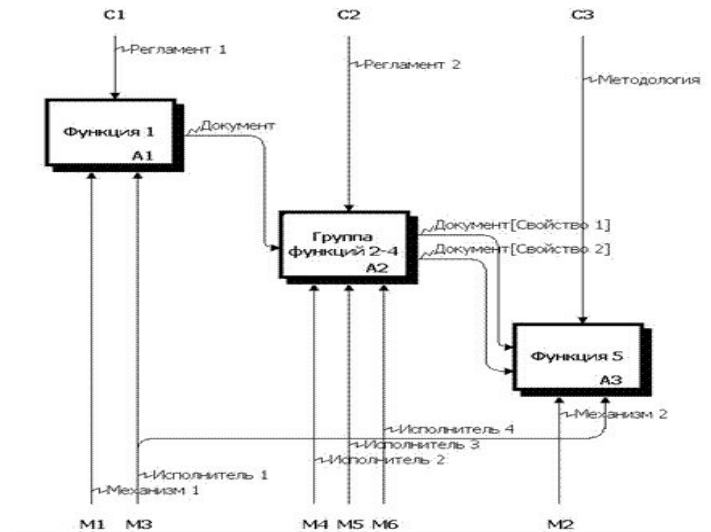 C1 C2 C3
Регламент 1
Регламент 2
Методология
Функция 1
A1
Документ
Группа
функций 2-4
A2
Документ[Свойство 1]
Документ[Свойство 2]
Функция 5
A3
Механизм 2
Исполнитель 4
Исполнитель 3
Исполнитель 2
Исполнитель 1
Механизм 1
M1 M3 M4 M5 M6 M2